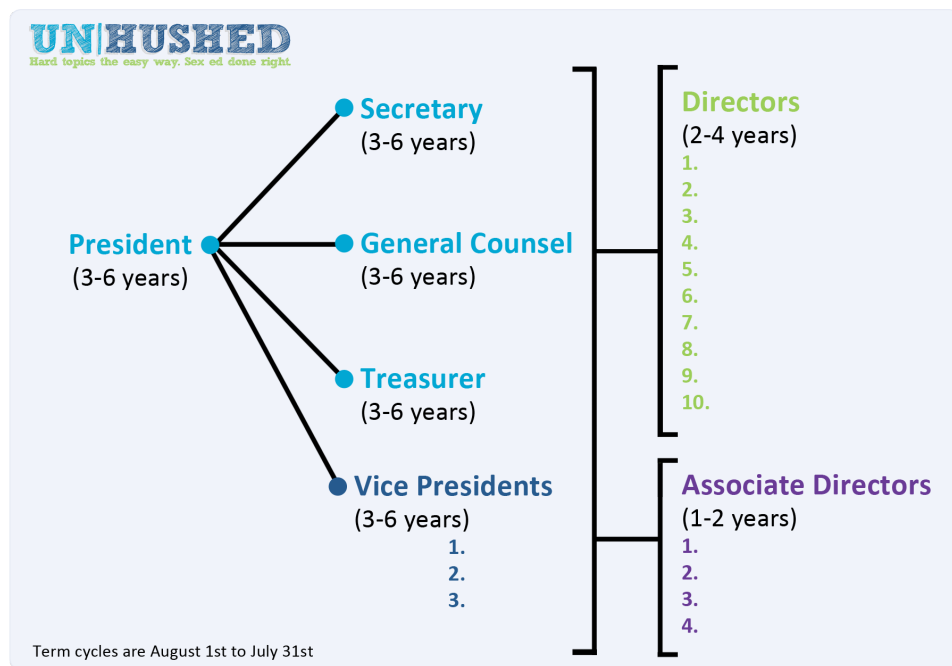 UN|HUSHED
Hard topics the easy way. Sex ed done right
President
(3-6 years)
Secretary
(3-6 years)
General Counsel
(3-6 years)
Treasurer
(3-6 years)
Vice Presidents
(3-6 years)
1.
2.
3.
Directors
(2-4 years)
1.
2.
3.
4.
5.
6.
7.
8.
9.
10.
Associate Directors
(1-2 years)
1.
2.
3.
4.
Term cycles are August 1st to July 31st